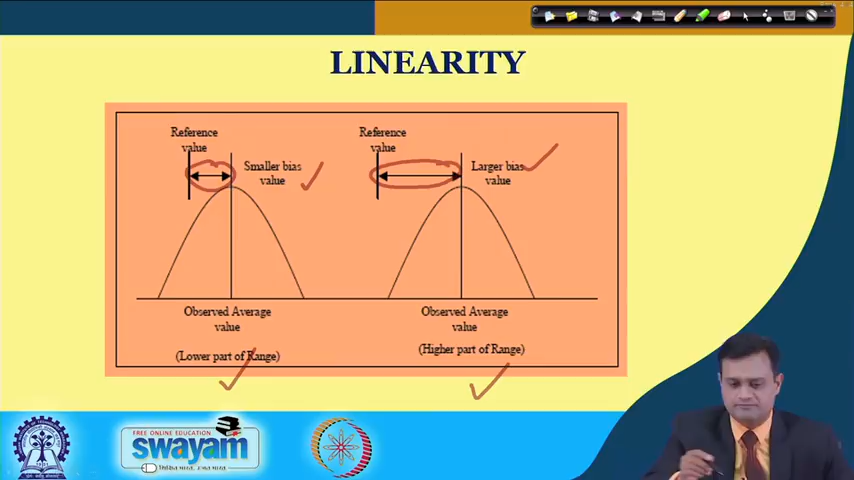 LINEARITY
Reference
value
Smaller bias
value
Reference
value
Larger bias
value
Observed Average
value
(Lower part of Range)
Observed Average
value
(Higher part of Range)
FREE ONLINE EDUCATION
swayam